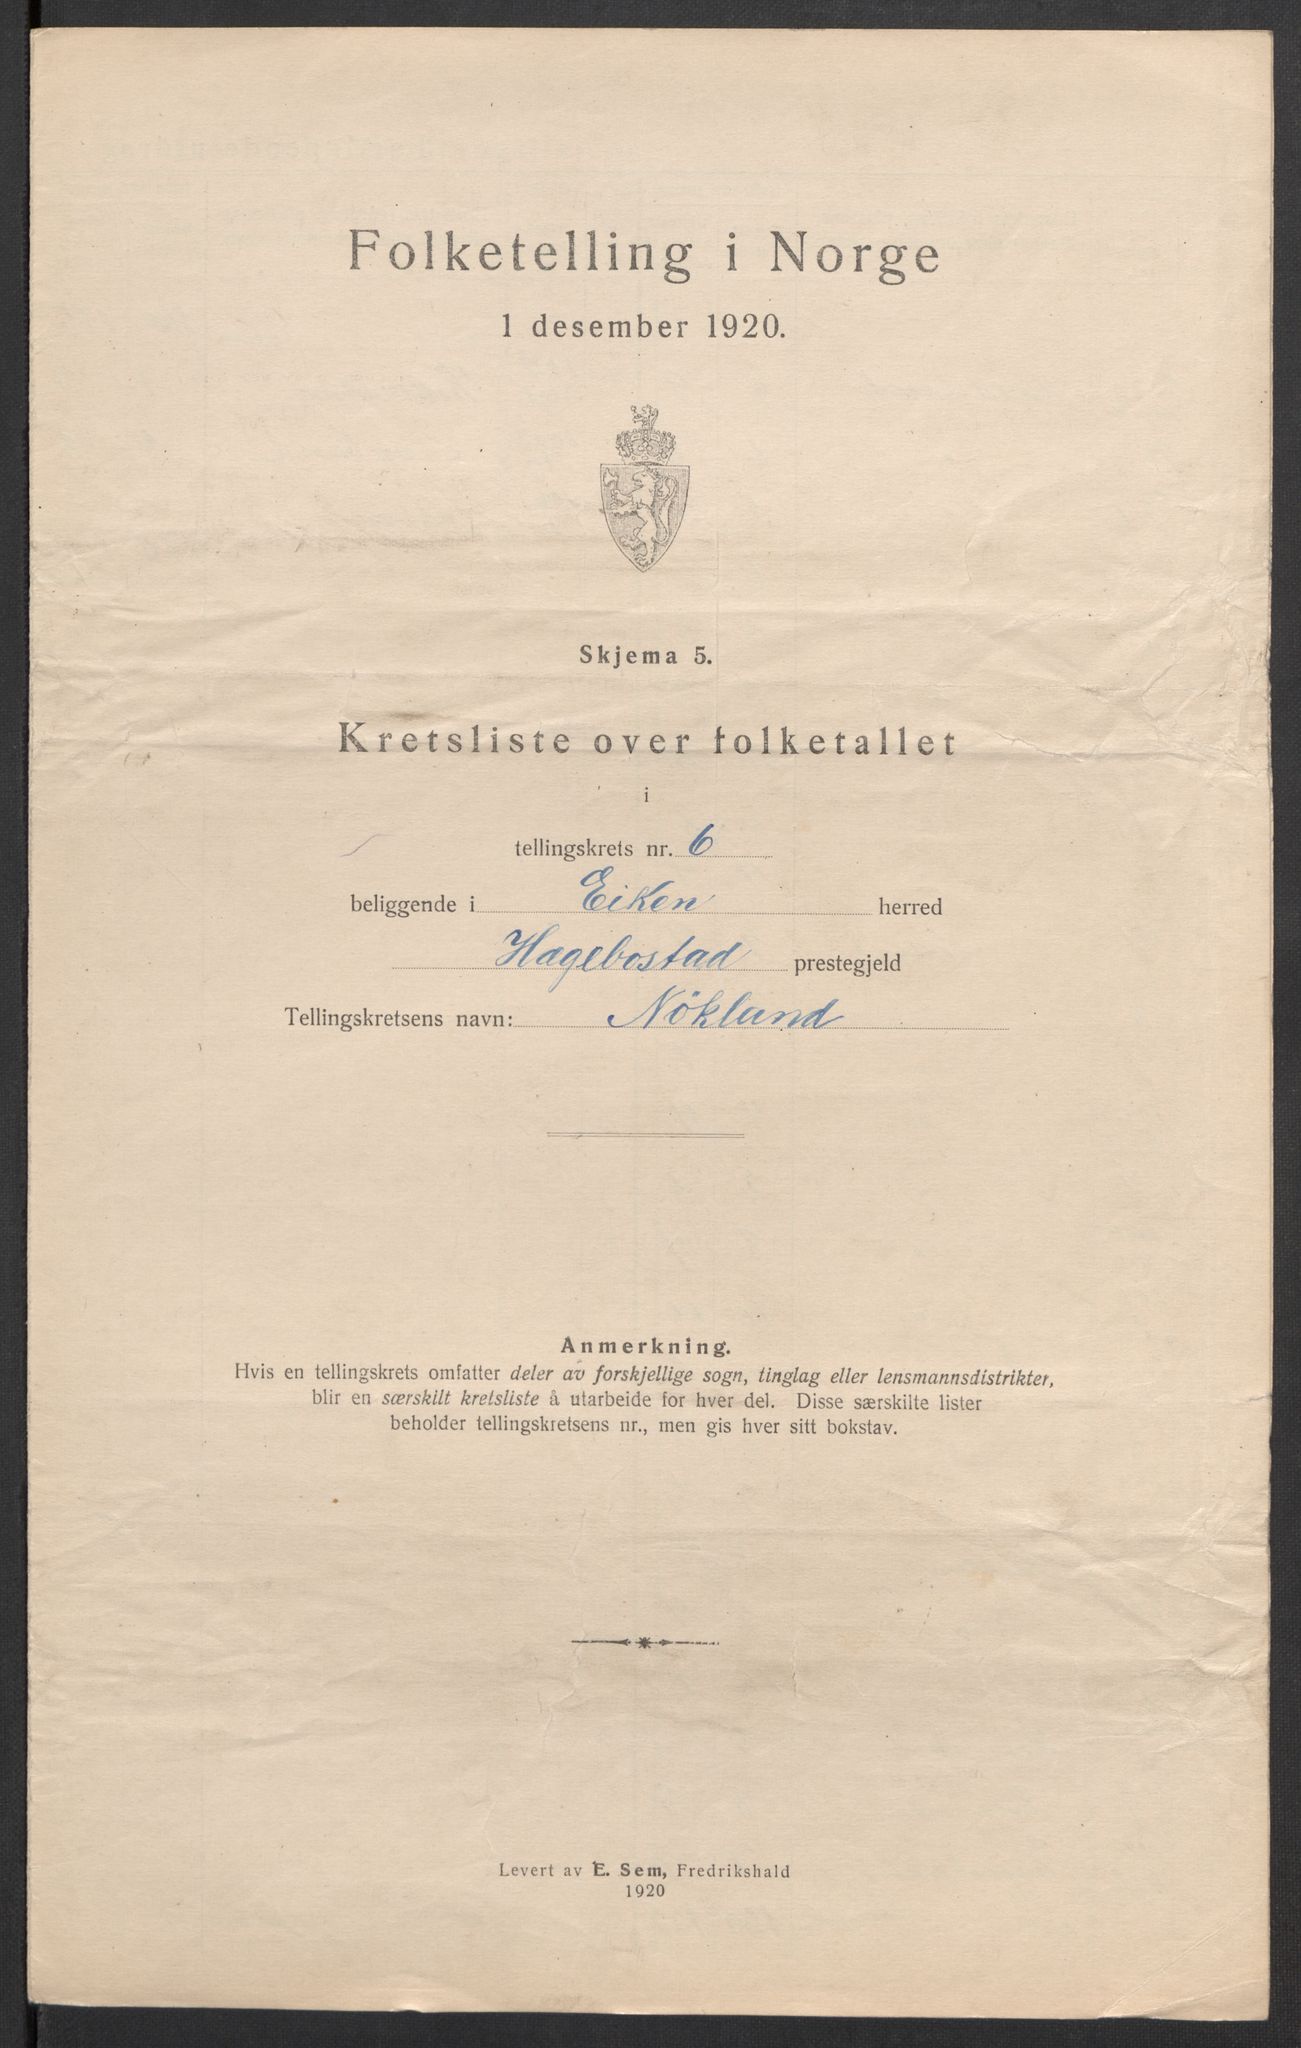 Folketelling i Norge
1 desember 1920.
Skjema 5.
Kretsliste over folketallet
i
tellingskrets nr. 6
beliggende i Eiken herred
Hægebostad prestegjeld
Tellingskretsens navn: Nökland
Anmerkning.
Hvis en tellingskrets omfatter deler av forskjellige sogn, tinglag eller lensmannsdistrikter,
blir en særskilt kretsliste å utarbeide for hver del. Disse særskilte lister
beholder tellingskretsens nr., men gis hver sitt bokstav.
Levert av E. Sem, Fredrikshald
1920